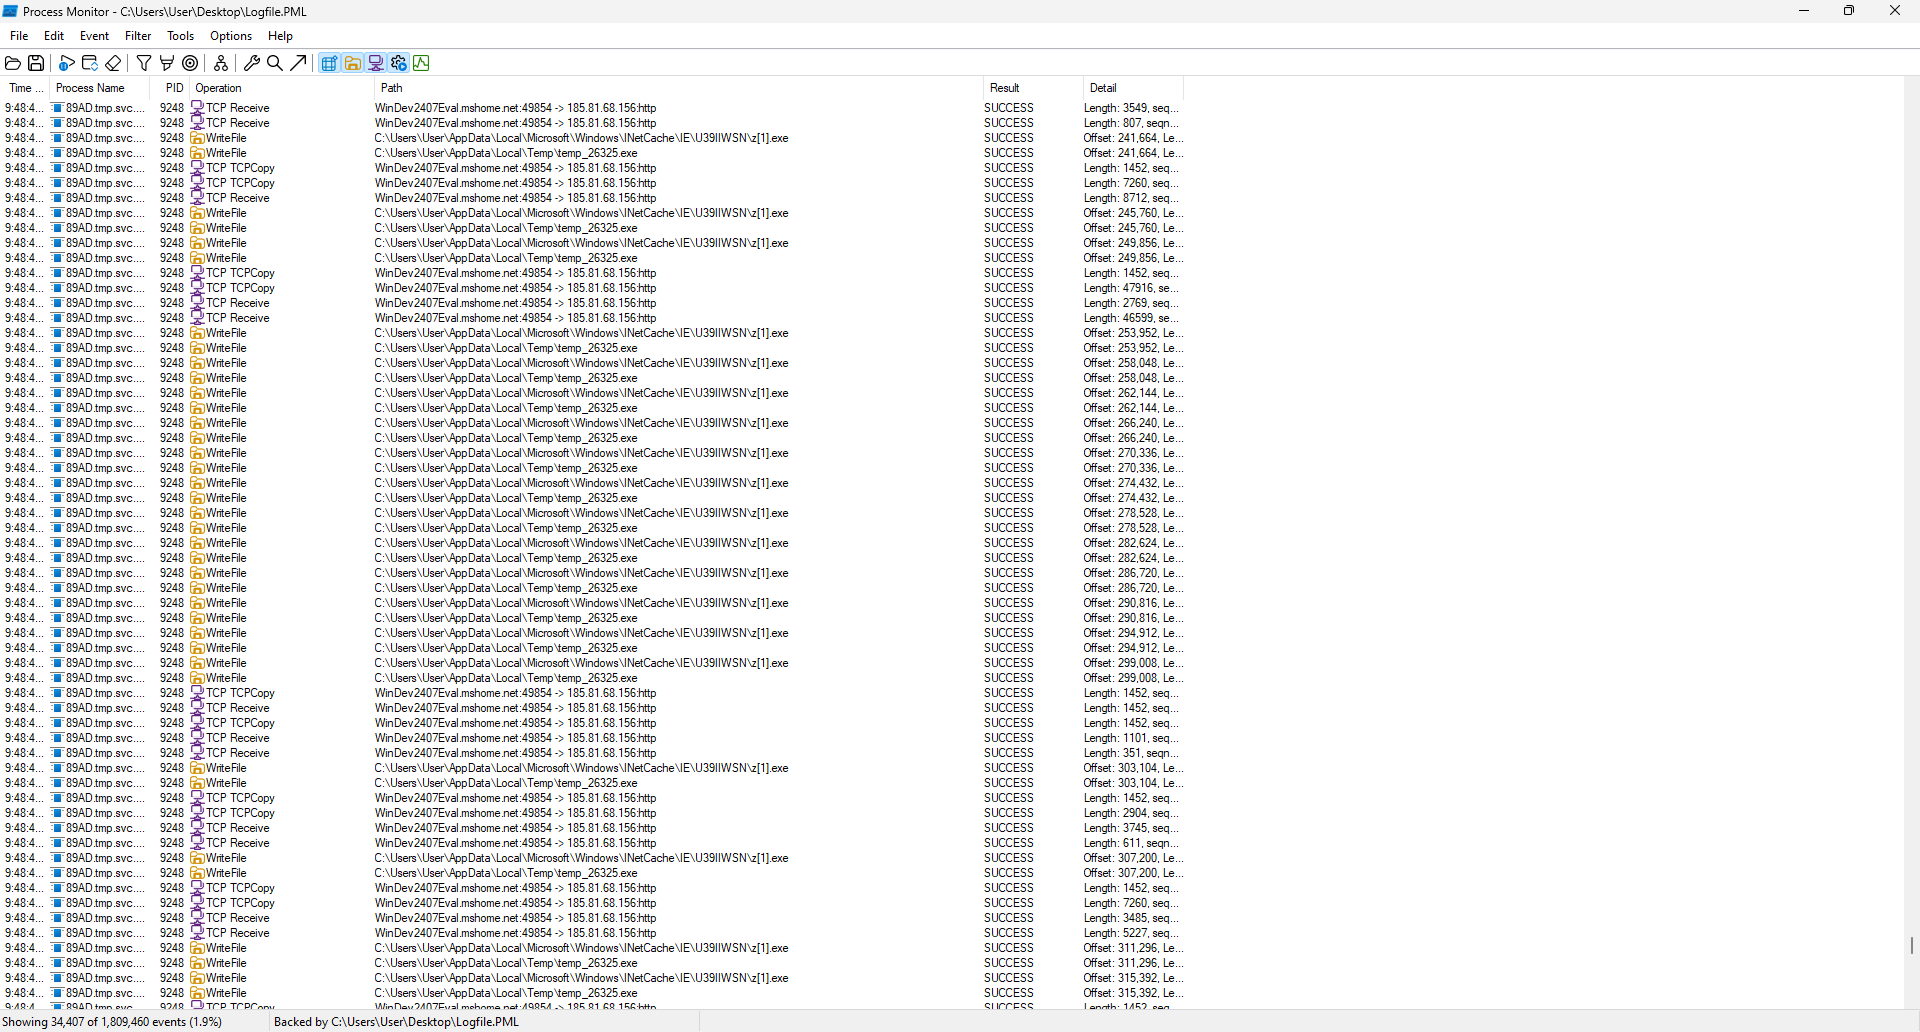 Process Monitor - C:\Users\User\Desktop\Logfile.PML
File Edit Event Filter Tools Options Help
Time ... Process Name PID Operation Path Result Detail
9:48:4... 89AD.tmp.svc.... 9248 TCP Receive WinDev2407Eval.mshome.net:49854 -> 185.81.68.156:http SUCCESS Length: 3549, seq...
9:48:4... 89AD.tmp.svc.... 9248 TCP Receive WinDev2407Eval.mshome.net:49854 -> 185.81.68.156:http SUCCESS Length: 807, seqn...
9:48:4... 89AD.tmp.svc.... 9248 WriteFile C:\Users\User\AppData\Local\Microsoft\Windows\INetCache\IE\U39IIWSN\z[1].exe SUCCESS Offset: 241,664, Le...
9:48:4... 89AD.tmp.svc.... 9248 WriteFile C:\Users\User\AppData\Local\Temp\temp_26325.exe SUCCESS Offset: 241,664, Le...
9:48:4... 89AD.tmp.svc.... 9248 TCP TCPCopy WinDev2407Eval.mshome.net:49854 -> 185.81.68.156:http SUCCESS Length: 1452, seq...
9:48:4... 89AD.tmp.svc.... 9248 TCP TCPCopy WinDev2407Eval.mshome.net:49854 -> 185.81.68.156:http SUCCESS Length: 7260, seq...
9:48:4... 89AD.tmp.svc.... 9248 TCP Receive WinDev2407Eval.mshome.net:49854 -> 185.81.68.156:http SUCCESS Length: 8712, seq...
9:48:4... 89AD.tmp.svc.... 9248 WriteFile C:\Users\User\AppData\Local\Microsoft\Windows\INetCache\IE\U39IIWSN\z[1].exe SUCCESS Offset: 245,760, Le...
9:48:4... 89AD.tmp.svc.... 9248 WriteFile C:\Users\User\AppData\Local\Temp\temp_26325.exe SUCCESS Offset: 245,760, Le...
9:48:4... 89AD.tmp.svc.... 9248 WriteFile C:\Users\User\AppData\Local\Microsoft\Windows\INetCache\IE\U39IIWSN\z[1].exe SUCCESS Offset: 249,856, Le...
9:48:4... 89AD.tmp.svc.... 9248 WriteFile C:\Users\User\AppData\Local\Temp\temp_26325.exe SUCCESS Offset: 249,856, Le...
9:48:4... 89AD.tmp.svc.... 9248 TCP TCPCopy WinDev2407Eval.mshome.net:49854 -> 185.81.68.156:http SUCCESS Length: 1452, seq...
9:48:4... 89AD.tmp.svc.... 9248 TCP TCPCopy WinDev2407Eval.mshome.net:49854 -> 185.81.68.156:http SUCCESS Length: 47916, se...
9:48:4... 89AD.tmp.svc.... 9248 TCP Receive WinDev2407Eval.mshome.net:49854 -> 185.81.68.156:http SUCCESS Length: 2769, seq...
9:48:4... 89AD.tmp.svc.... 9248 TCP Receive WinDev2407Eval.mshome.net:49854 -> 185.81.68.156:http SUCCESS Length: 46599, se...
9:48:4... 89AD.tmp.svc.... 9248 WriteFile C:\Users\User\AppData\Local\Microsoft\Windows\INetCache\IE\U39IIWSN\z[1].exe SUCCESS Offset: 253,952, Le...
9:48:4... 89AD.tmp.svc.... 9248 WriteFile C:\Users\User\AppData\Local\Temp\temp_26325.exe SUCCESS Offset: 253,952, Le...
9:48:4... 89AD.tmp.svc.... 9248 WriteFile C:\Users\User\AppData\Local\Microsoft\Windows\INetCache\IE\U39IIWSN\z[1].exe SUCCESS Offset: 258,048, Le...
9:48:4... 89AD.tmp.svc.... 9248 WriteFile C:\Users\User\AppData\Local\Temp\temp_26325.exe SUCCESS Offset: 258,048, Le...
9:48:4... 89AD.tmp.svc.... 9248 WriteFile C:\Users\User\AppData\Local\Microsoft\Windows\INetCache\IE\U39IIWSN\z[1].exe SUCCESS Offset: 262,144, Le...
9:48:4... 89AD.tmp.svc.... 9248 WriteFile C:\Users\User\AppData\Local\Temp\temp_26325.exe SUCCESS Offset: 262,144, Le...
9:48:4... 89AD.tmp.svc.... 9248 WriteFile C:\Users\User\AppData\Local\Microsoft\Windows\INetCache\IE\U39IIWSN\z[1].exe SUCCESS Offset: 266,240, Le...
9:48:4... 89AD.tmp.svc.... 9248 WriteFile C:\Users\User\AppData\Local\Temp\temp_26325.exe SUCCESS Offset: 266,240, Le...
9:48:4... 89AD.tmp.svc.... 9248 WriteFile C:\Users\User\AppData\Local\Microsoft\Windows\INetCache\IE\U39IIWSN\z[1].exe SUCCESS Offset: 270,336, Le...
9:48:4... 89AD.tmp.svc.... 9248 WriteFile C:\Users\User\AppData\Local\Temp\temp_26325.exe SUCCESS Offset: 270,336, Le...
9:48:4... 89AD.tmp.svc.... 9248 WriteFile C:\Users\User\AppData\Local\Microsoft\Windows\INetCache\IE\U39IIWSN\z[1].exe SUCCESS Offset: 274,432, Le...
9:48:4... 89AD.tmp.svc.... 9248 WriteFile C:\Users\User\AppData\Local\Temp\temp_26325.exe SUCCESS Offset: 274,432, Le...
9:48:4... 89AD.tmp.svc.... 9248 WriteFile C:\Users\User\AppData\Local\Microsoft\Windows\INetCache\IE\U39IIWSN\z[1].exe SUCCESS Offset: 278,528, Le...
9:48:4... 89AD.tmp.svc.... 9248 WriteFile C:\Users\User\AppData\Local\Temp\temp_26325.exe SUCCESS Offset: 278,528, Le...
9:48:4... 89AD.tmp.svc.... 9248 WriteFile C:\Users\User\AppData\Local\Microsoft\Windows\INetCache\IE\U39IIWSN\z[1].exe SUCCESS Offset: 282,624, Le...
9:48:4... 89AD.tmp.svc.... 9248 WriteFile C:\Users\User\AppData\Local\Temp\temp_26325.exe SUCCESS Offset: 282,624, Le...
9:48:4... 89AD.tmp.svc.... 9248 WriteFile C:\Users\User\AppData\Local\Microsoft\Windows\INetCache\IE\U39IIWSN\z[1].exe SUCCESS Offset: 286,720, Le...
9:48:4... 89AD.tmp.svc.... 9248 WriteFile C:\Users\User\AppData\Local\Temp\temp_26325.exe SUCCESS Offset: 286,720, Le...
9:48:4... 89AD.tmp.svc.... 9248 WriteFile C:\Users\User\AppData\Local\Microsoft\Windows\INetCache\IE\U39IIWSN\z[1].exe SUCCESS Offset: 290,816, Le...
9:48:4... 89AD.tmp.svc.... 9248 WriteFile C:\Users\User\AppData\Local\Temp\temp_26325.exe SUCCESS Offset: 290,816, Le...
9:48:4... 89AD.tmp.svc.... 9248 WriteFile C:\Users\User\AppData\Local\Microsoft\Windows\INetCache\IE\U39IIWSN\z[1].exe SUCCESS Offset: 294,912, Le...
9:48:4... 89AD.tmp.svc.... 9248 WriteFile C:\Users\User\AppData\Local\Temp\temp_26325.exe SUCCESS Offset: 294,912, Le...
9:48:4... 89AD.tmp.svc.... 9248 WriteFile C:\Users\User\AppData\Local\Microsoft\Windows\INetCache\IE\U39IIWSN\z[1].exe SUCCESS Offset: 299,008, Le...
9:48:4... 89AD.tmp.svc.... 9248 WriteFile C:\Users\User\AppData\Local\Temp\temp_26325.exe SUCCESS Offset: 299,008, Le...
9:48:4... 89AD.tmp.svc.... 9248 TCP TCPCopy WinDev2407Eval.mshome.net:49854 -> 185.81.68.156:http SUCCESS Length: 1452, seq...
9:48:4... 89AD.tmp.svc.... 9248 TCP Receive WinDev2407Eval.mshome.net:49854 -> 185.81.68.156:http SUCCESS Length: 1452, seq...
9:48:4... 89AD.tmp.svc.... 9248 TCP TCPCopy WinDev2407Eval.mshome.net:49854 -> 185.81.68.156:http SUCCESS Length: 1452, seq...
9:48:4... 89AD.tmp.svc.... 9248 TCP Receive WinDev2407Eval.mshome.net:49854 -> 185.81.68.156:http SUCCESS Length: 1101, seq...
9:48:4... 89AD.tmp.svc.... 9248 TCP Receive WinDev2407Eval.mshome.net:49854 -> 185.81.68.156:http SUCCESS Length: 351, seqn...
9:48:4... 89AD.tmp.svc.... 9248 WriteFile C:\Users\User\AppData\Local\Microsoft\Windows\INetCache\IE\U39IIWSN\z[1].exe SUCCESS Offset: 303,104, Le...
9:48:4... 89AD.tmp.svc.... 9248 WriteFile C:\Users\User\AppData\Local\Temp\temp_26325.exe SUCCESS Offset: 303,104, Le...
9:48:4... 89AD.tmp.svc.... 9248 TCP TCPCopy WinDev2407Eval.mshome.net:49854 -> 185.81.68.156:http SUCCESS Length: 1452, seq...
9:48:4... 89AD.tmp.svc.... 9248 TCP TCPCopy WinDev2407Eval.mshome.net:49854 -> 185.81.68.156:http SUCCESS Length: 2904, seq...
9:48:4... 89AD.tmp.svc.... 9248 TCP Receive WinDev2407Eval.mshome.net:49854 -> 185.81.68.156:http SUCCESS Length: 3745, seq...
9:48:4... 89AD.tmp.svc.... 9248 TCP Receive WinDev2407Eval.mshome.net:49854 -> 185.81.68.156:http SUCCESS Length: 611, seqn...
9:48:4... 89AD.tmp.svc.... 9248 WriteFile C:\Users\User\AppData\Local\Microsoft\Windows\INetCache\IE\U39IIWSN\z[1].exe SUCCESS Offset: 307,200, Le...
9:48:4... 89AD.tmp.svc.... 9248 WriteFile C:\Users\User\AppData\Local\Temp\temp_26325.exe SUCCESS Offset: 307,200, Le...
9:48:4... 89AD.tmp.svc.... 9248 TCP TCPCopy WinDev2407Eval.mshome.net:49854 -> 185.81.68.156:http SUCCESS Length: 1452, seq...
9:48:4... 89AD.tmp.svc.... 9248 TCP TCPCopy WinDev2407Eval.mshome.net:49854 -> 185.81.68.156:http SUCCESS Length: 7260, seq...
9:48:4... 89AD.tmp.svc.... 9248 TCP Receive WinDev2407Eval.mshome.net:49854 -> 185.81.68.156:http SUCCESS Length: 3485, seq...
9:48:4... 89AD.tmp.svc.... 9248 TCP Receive WinDev2407Eval.mshome.net:49854 -> 185.81.68.156:http SUCCESS Length: 5227, seq...
9:48:4... 89AD.tmp.svc.... 9248 WriteFile C:\Users\User\AppData\Local\Microsoft\Windows\INetCache\IE\U39IIWSN\z[1].exe SUCCESS Offset: 311,296, Le...
9:48:4... 89AD.tmp.svc.... 9248 WriteFile C:\Users\User\AppData\Local\Temp\temp_26325.exe SUCCESS Offset: 311,296, Le...
9:48:4... 89AD.tmp.svc.... 9248 WriteFile C:\Users\User\AppData\Local\Microsoft\Windows\INetCache\IE\U39IIWSN\z[1].exe SUCCESS Offset: 315,392, Le...
9:48:4... 89AD.tmp.svc.... 9248 WriteFile C:\Users\User\AppData\Local\Temp\temp_26325.exe SUCCESS Offset: 315,392, Le...
9:48:4... 89AD.tmp.svc.... 9248 TCP TCPCopy WinDev2407Eval.mshome.net:49854 -> 185.81.68.156:http SUCCESS Length: 1452, seq...
Showing 34,407 of 1,809,460 events (1.9%) Backed by C:\Users\User\Desktop\Logfile.PML